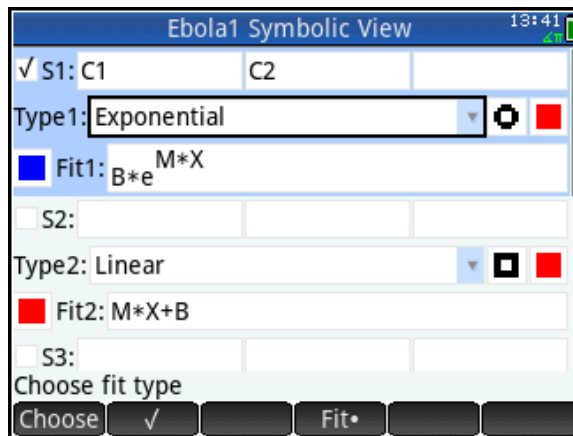 Ebola1 Symbolic View 13:41
∠π
√ S1: C1 C2
Type1: Exponential
Fit1: B*e^M*X
S2:
Type2: Linear
Fit2: M*X+B
S3:
Choose fit type
Choose √ Fit•